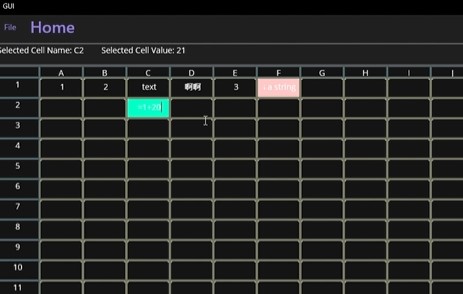 GUI
File Home
Selected Cell Name: C2 Selected Cell Value: 21
A B C D E F G H I J
1 1 2 text 啊啊 3 i a string
2 =1+20
3
4
5
6
7
8
9
10
11